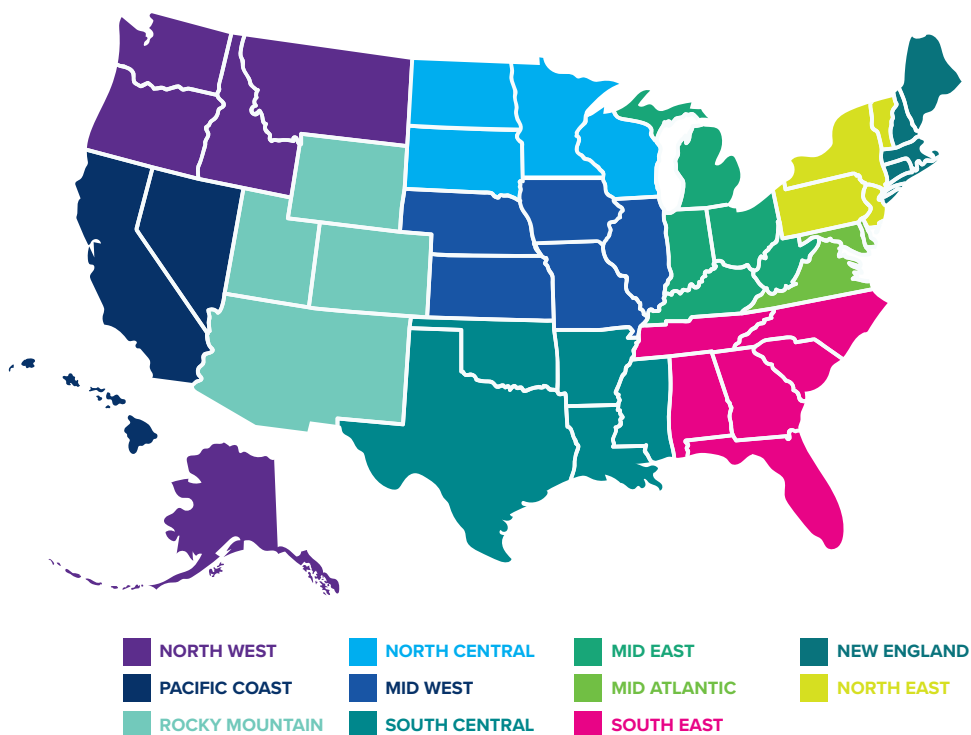 NORTH WEST
NORTH CENTRAL
MID EAST
NEW ENGLAND
PACIFIC COAST
MID WEST
MID ATLANTIC
NORTH EAST
ROCKY MOUNTAIN
SOUTH CENTRAL
SOUTH EAST